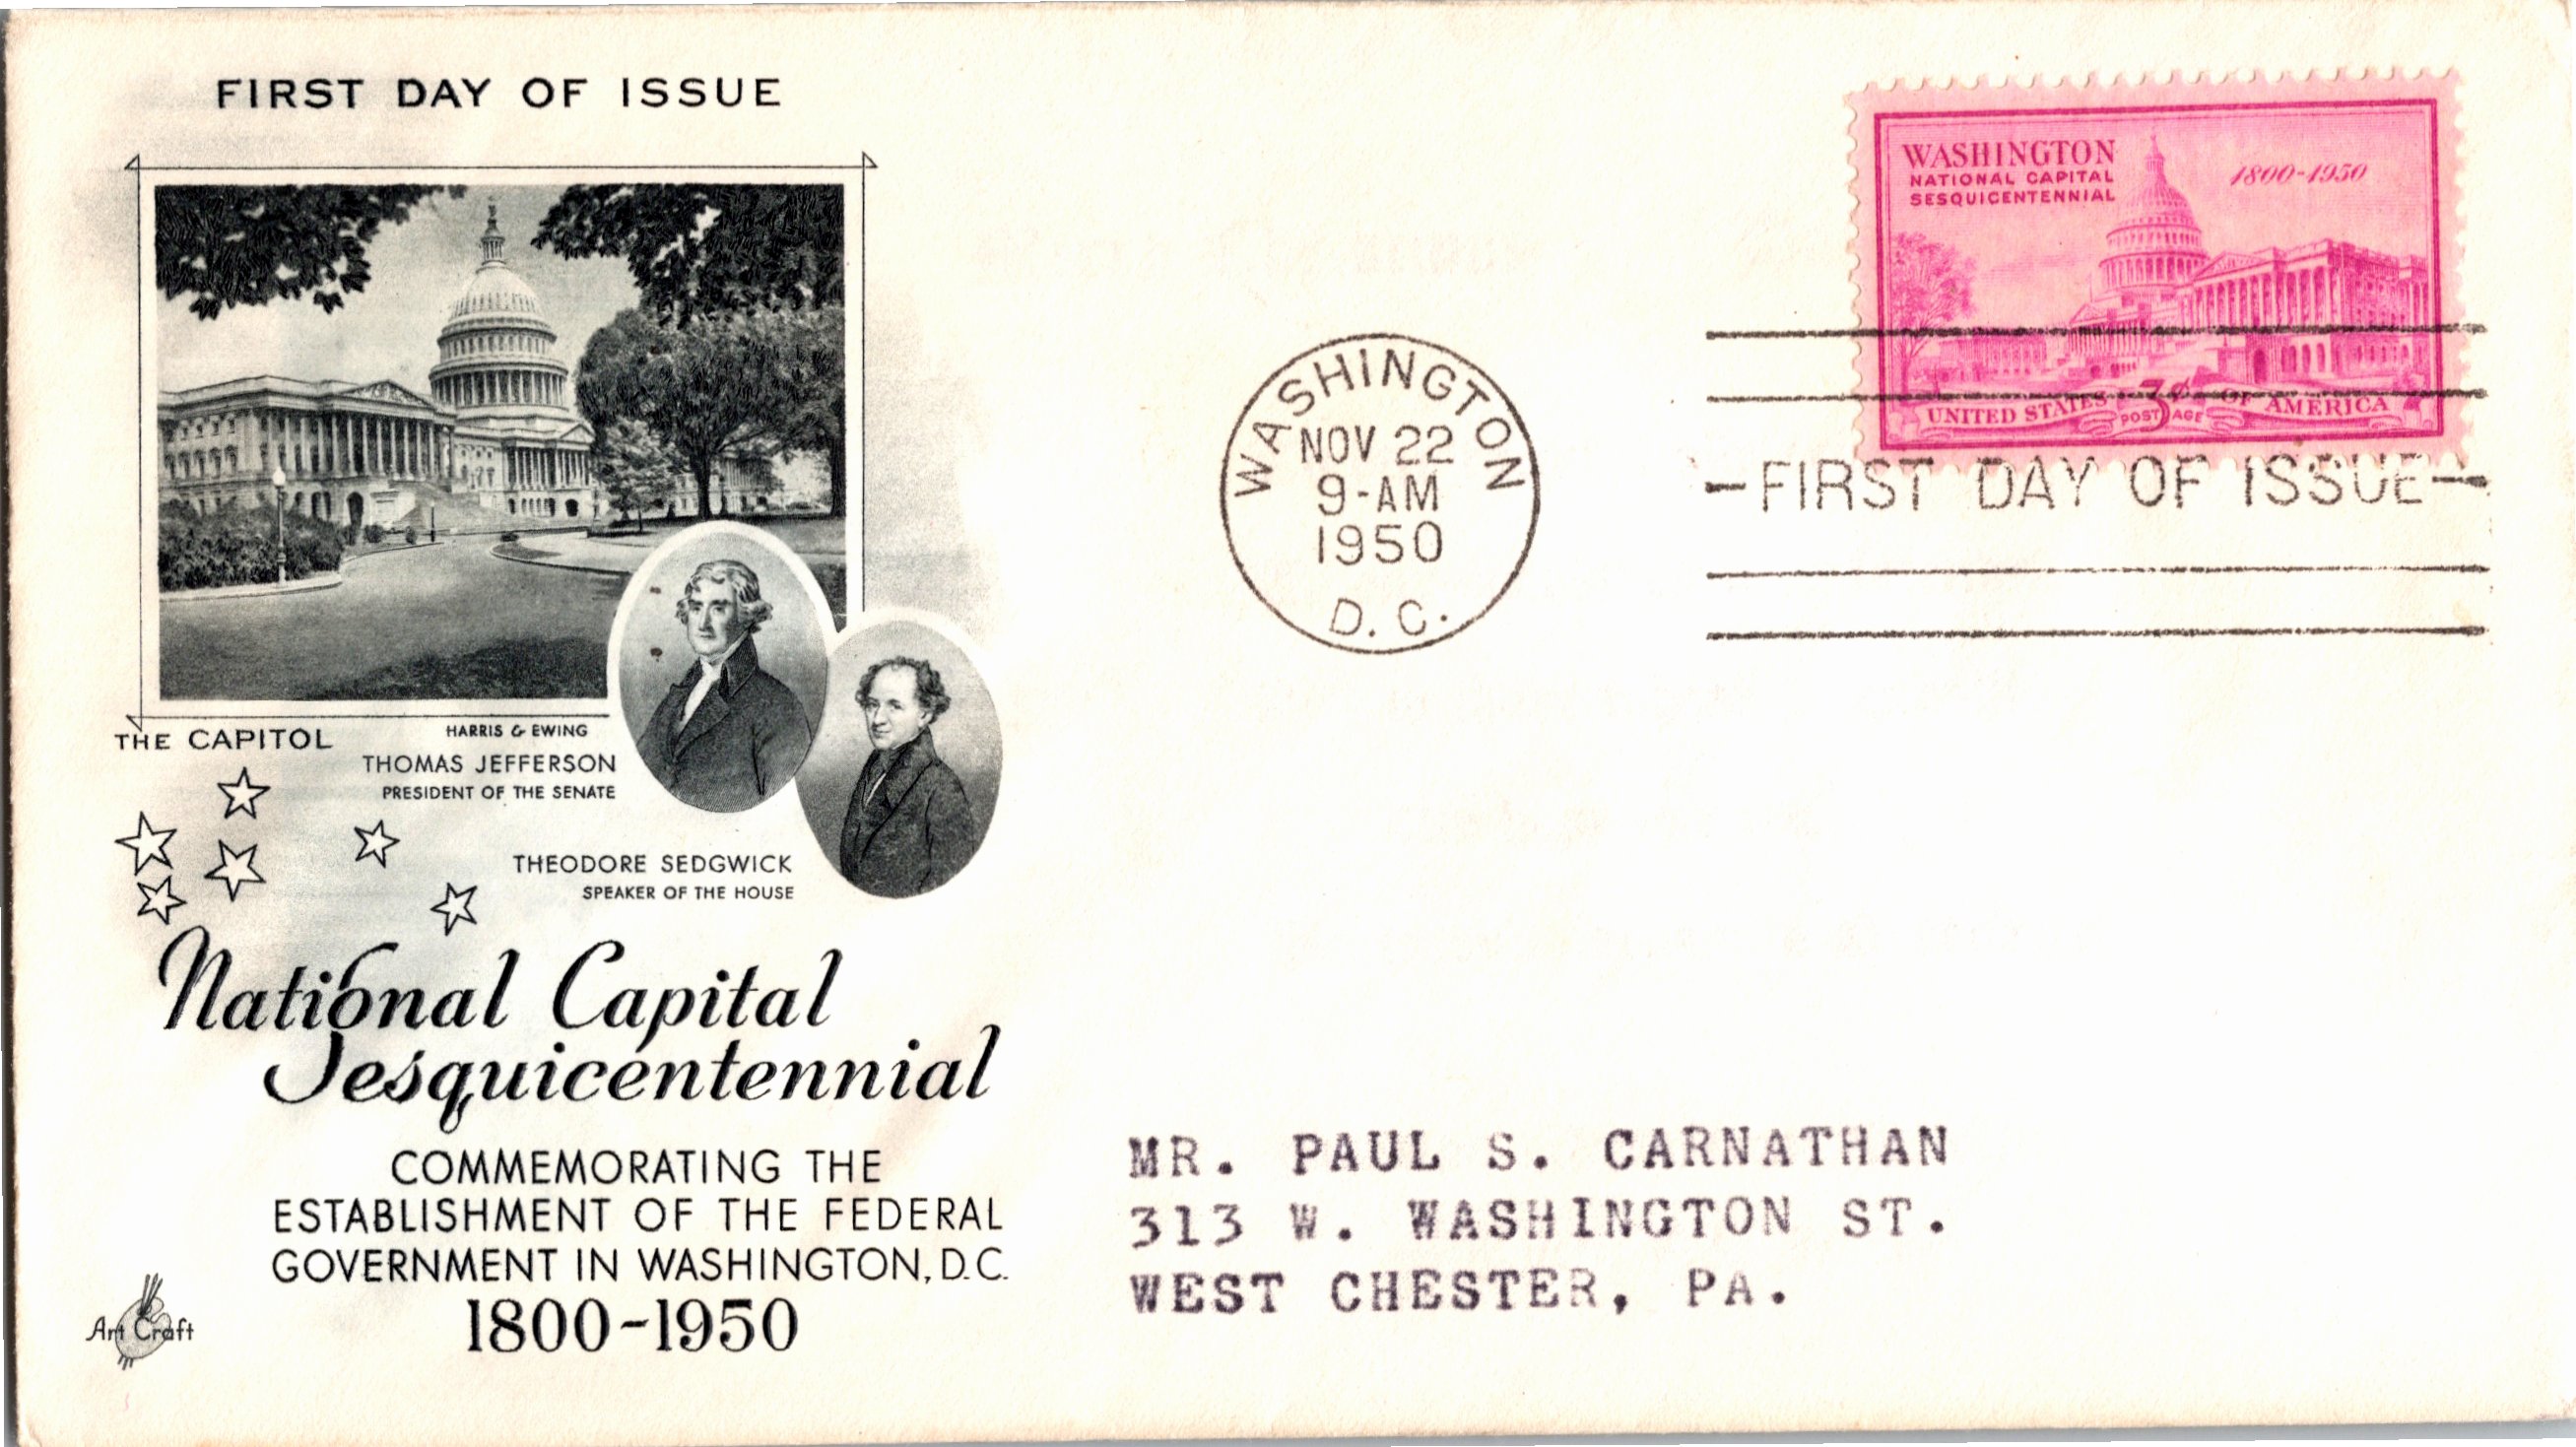 FIRST DAY OF ISSUE
THE CAPITOL
HARRIS & EWING
THOMAS JEFFERSON
PRESIDENT OF THE SENATE
THEODORE SEDGWICK
SPEAKER OF THE HOUSE
National Capital
Sesquicentennial
COMMEMORATING THE
ESTABLISHMENT OF THE FEDERAL
GOVERNMENT IN WASHINGTON, D.C.
1800-1950
Art Craft
WASHINGTON
NOV 22
9-AM
1950
D. C.
WASHINGTON
NATIONAL CAPITAL
SESQUICENTENNIAL
1800-1950
3¢
UNITED STATES OF AMERICA
POSTAGE
-FIRST DAY OF ISSUE-
MR. PAUL S. CARNATHAN
313 W. WASHINGTON ST.
WEST CHESTER, PA.